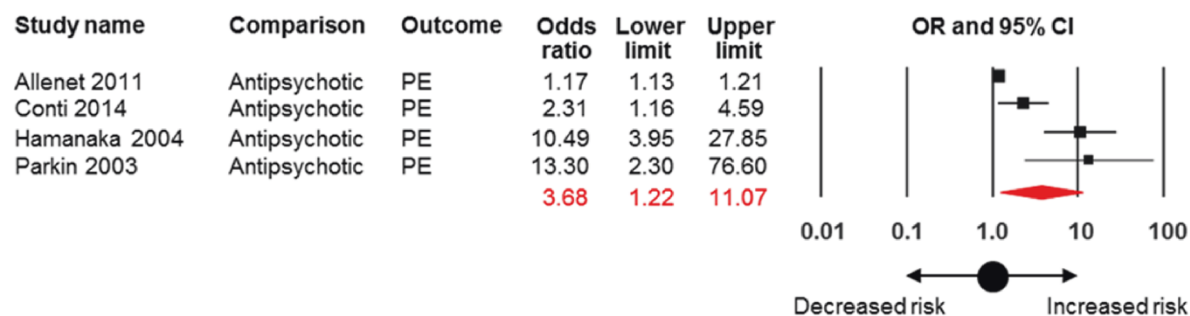 Study name Comparison Outcome Odds ratio Lower limit Upper limit OR and 95% CI
Allenet 2011 Antipsychotic PE 1.17 1.13 1.21
Conti 2014 Antipsychotic PE 2.31 1.16 4.59
Hamanaka 2004 Antipsychotic PE 10.49 3.95 27.85
Parkin 2003 Antipsychotic PE 13.30 2.30 76.60
3.68 1.22 11.07
0.01 0.1 1.0 10 100
Decreased risk Increased risk